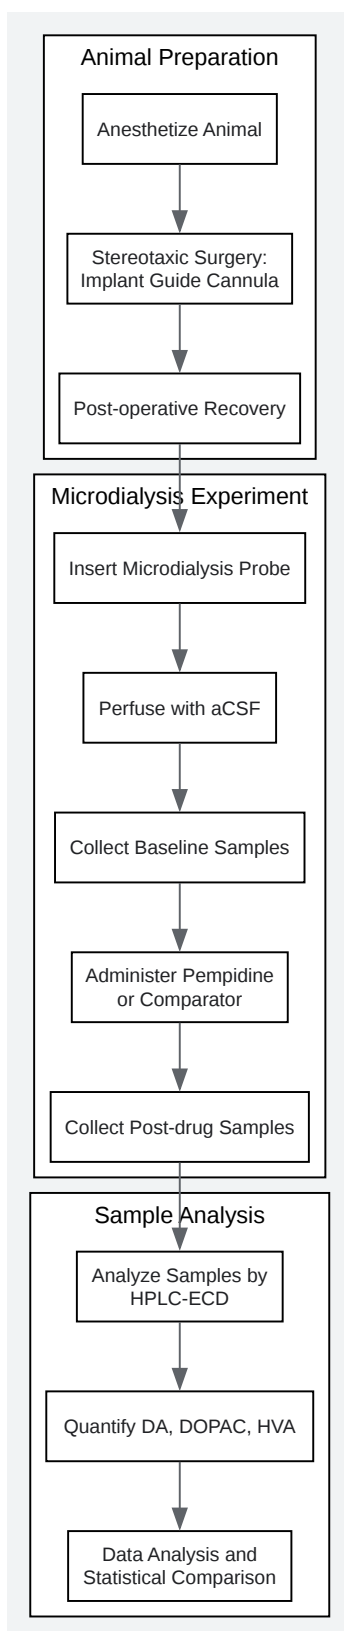 Animal Preparation
Anesthetize Animal
Stereotaxic Surgery:
Implant Guide Cannula
Post-operative Recovery
Microdialysis Experiment
Insert Microdialysis Probe
Perfuse with aCSF
Collect Baseline Samples
Administer Pempidine
or Comparator
Collect Post-drug Samples
Sample Analysis
Analyze Samples by
HPLC-ECD
Quantify DA, DOPAC, HVA
Data Analysis and
Statistical Comparison